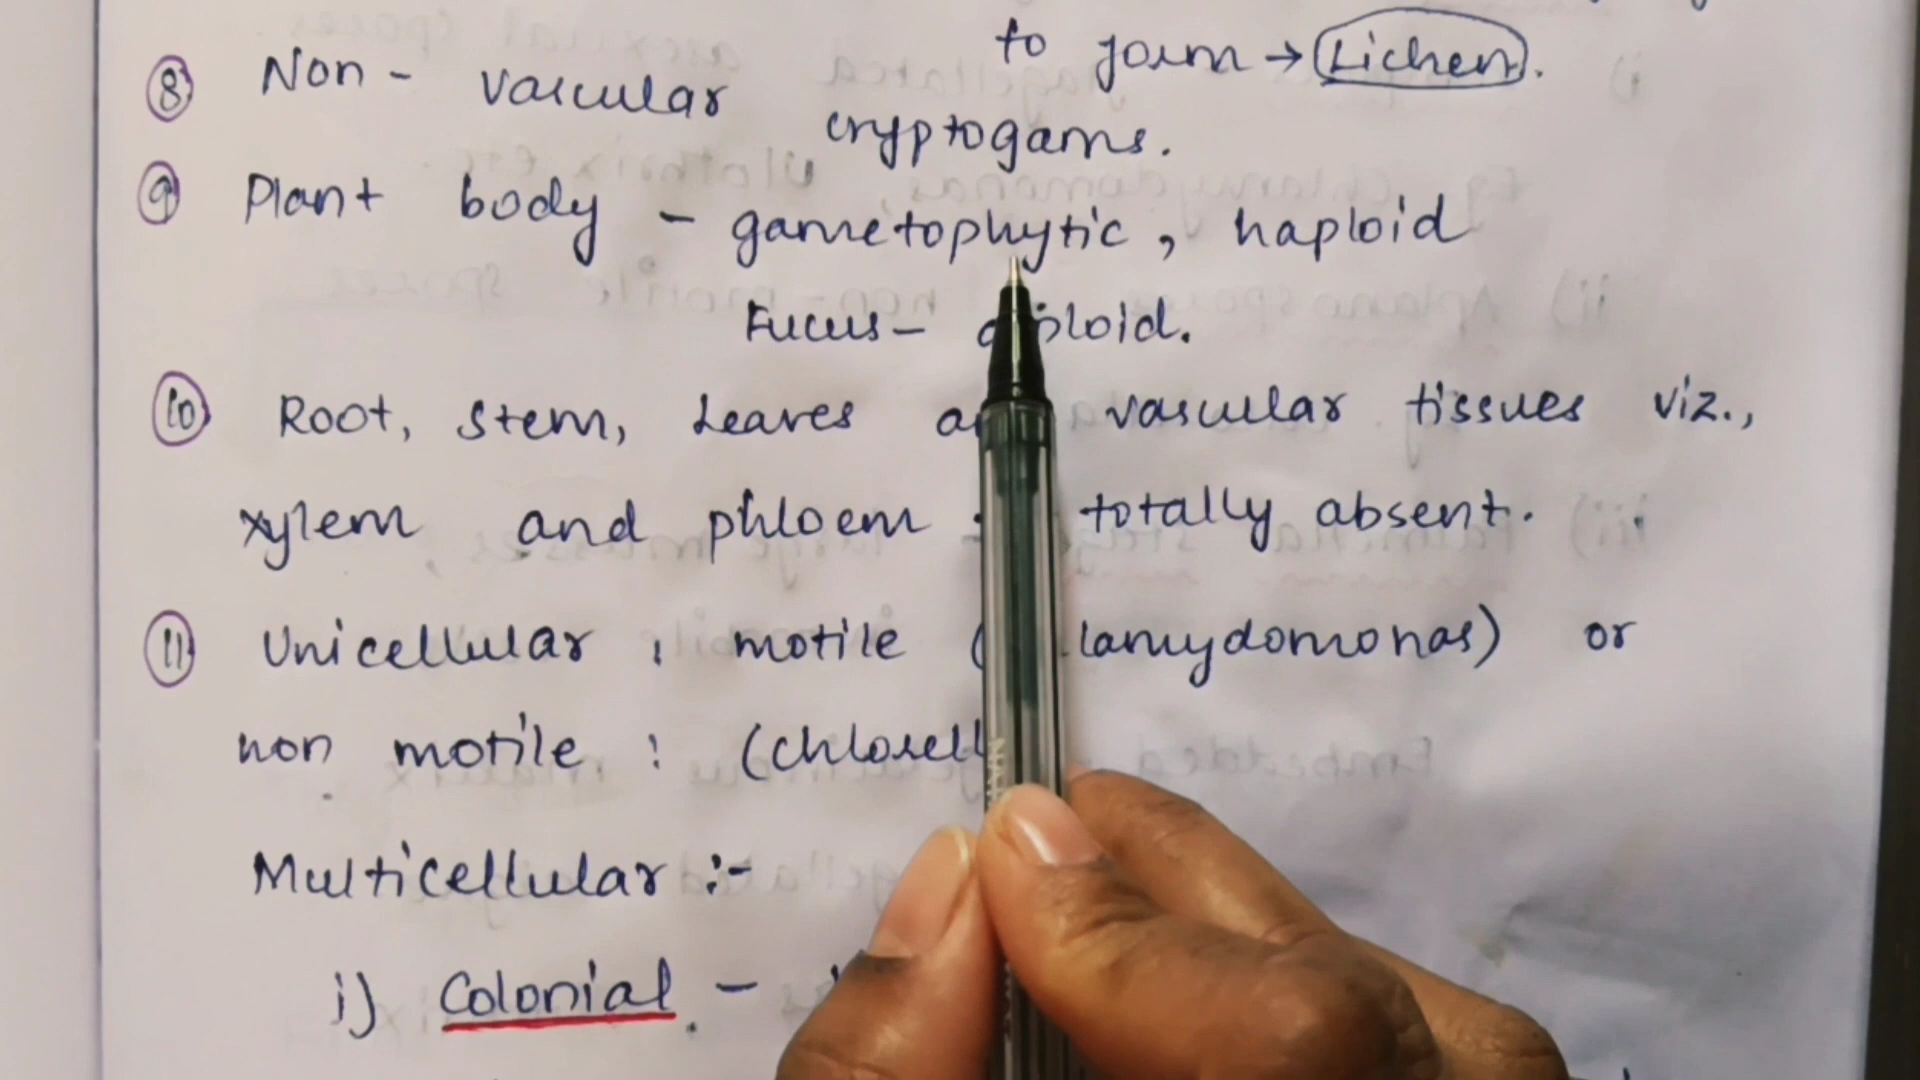 to form → Lichen.
⑧ Non - vascular cryptogams.
⑨ Plant body - gametophytic, haploid
Fucus - diploid.
⑩ Root, stem, Leaves vascular tissues viz.,
xylem and phloem totally absent.
⑪ Unicellular : motile ( lamydomonas) or
non motile : (chlorell
Multicellular :-
i) Colonial -